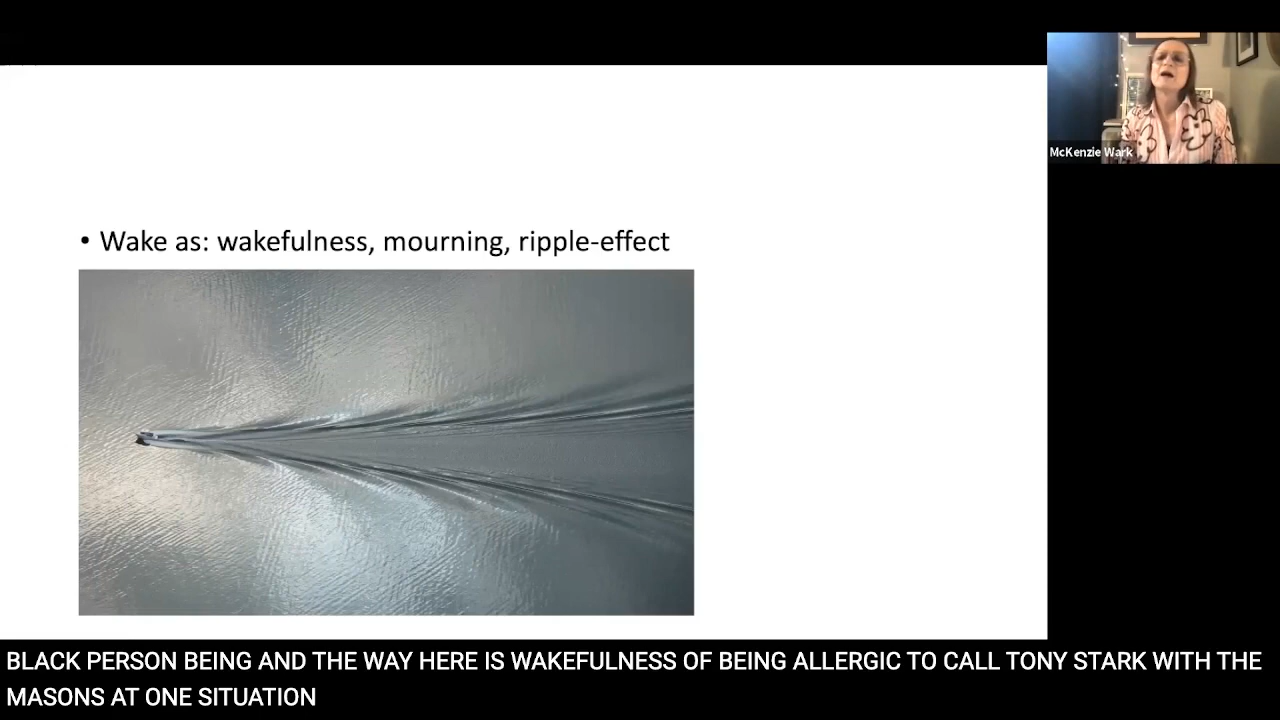 McKenzie Wark
• Wake as: wakefulness, mourning, ripple-effect
BLACK PERSON BEING AND THE WAY HERE IS WAKEFULNESS OF BEING ALLERGIC TO CALL TONY STARK WITH THE
MASONS AT ONE SITUATION